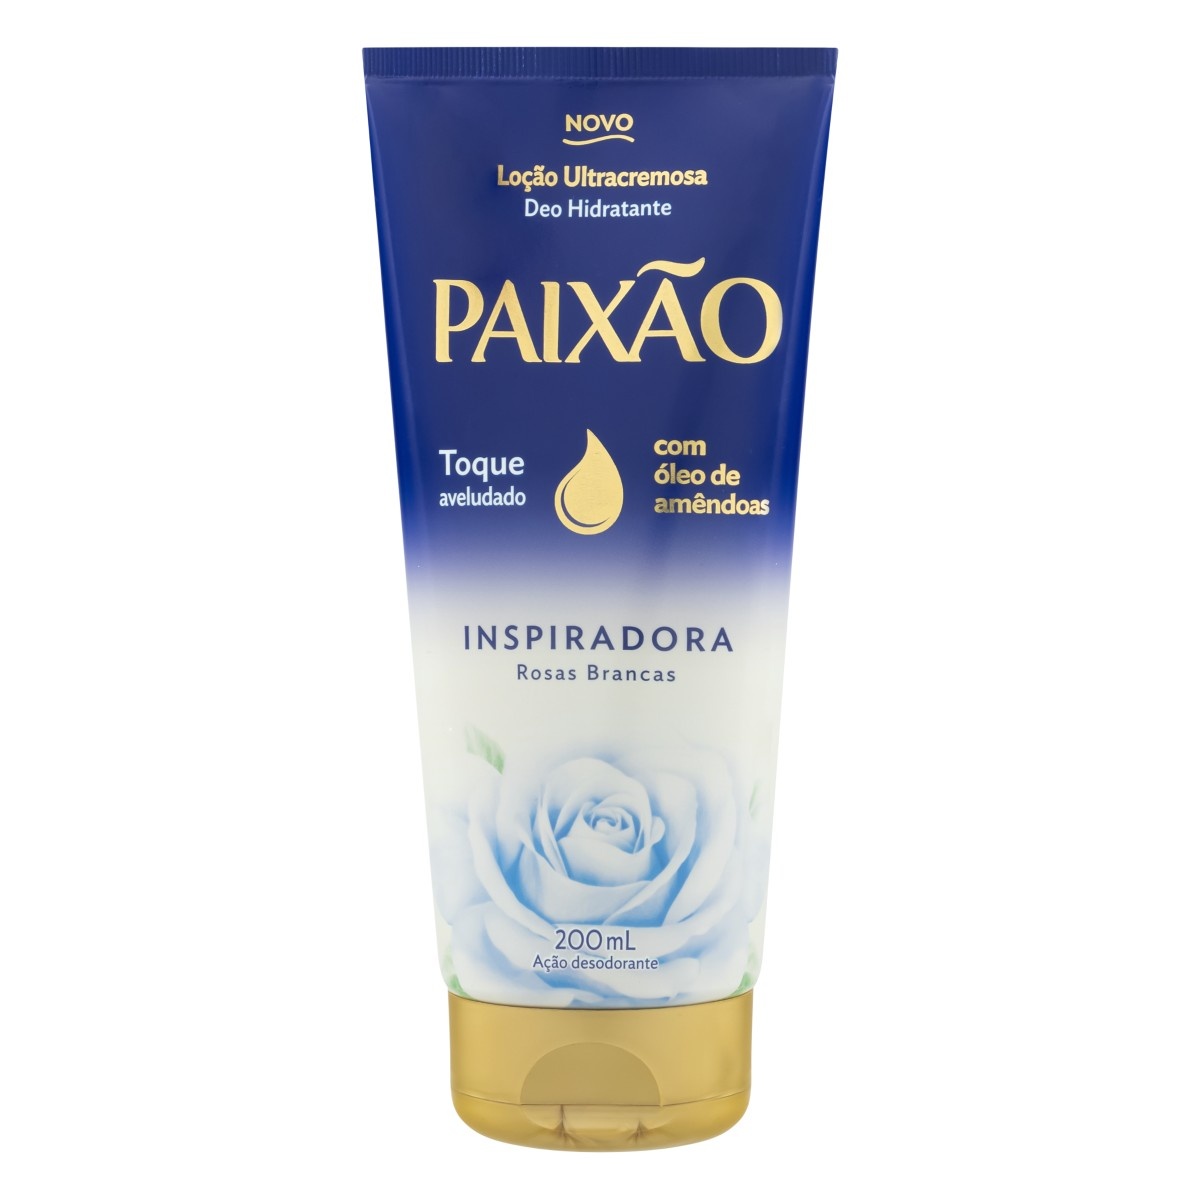 NOVO
Loção Ultracremosa
Deo Hidratante
PAIXÃO
Toque
aveludado
com
óleo de
amêndoas
INSPIRADORA
Rosas Brancas
200mL
Ação desodorante